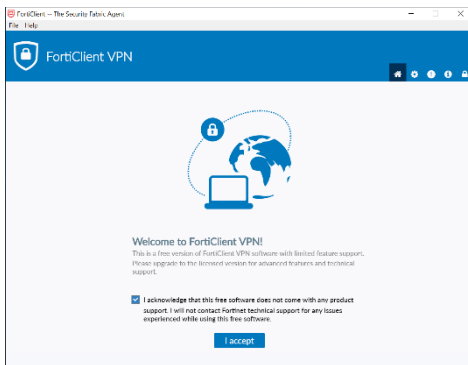 FortiClient -- The Security Fabric Agent
File Help
FortiClient VPN
Welcome to FortiClient VPN!
This is a free version of FortiClient VPN software with limited feature support.
Please upgrade to the licensed version for advanced features and technical
support.
I acknowledge that this free software does not come with any product
support. I will not contact Fortinet technical support for any issues
experienced while using this free software.
I accept